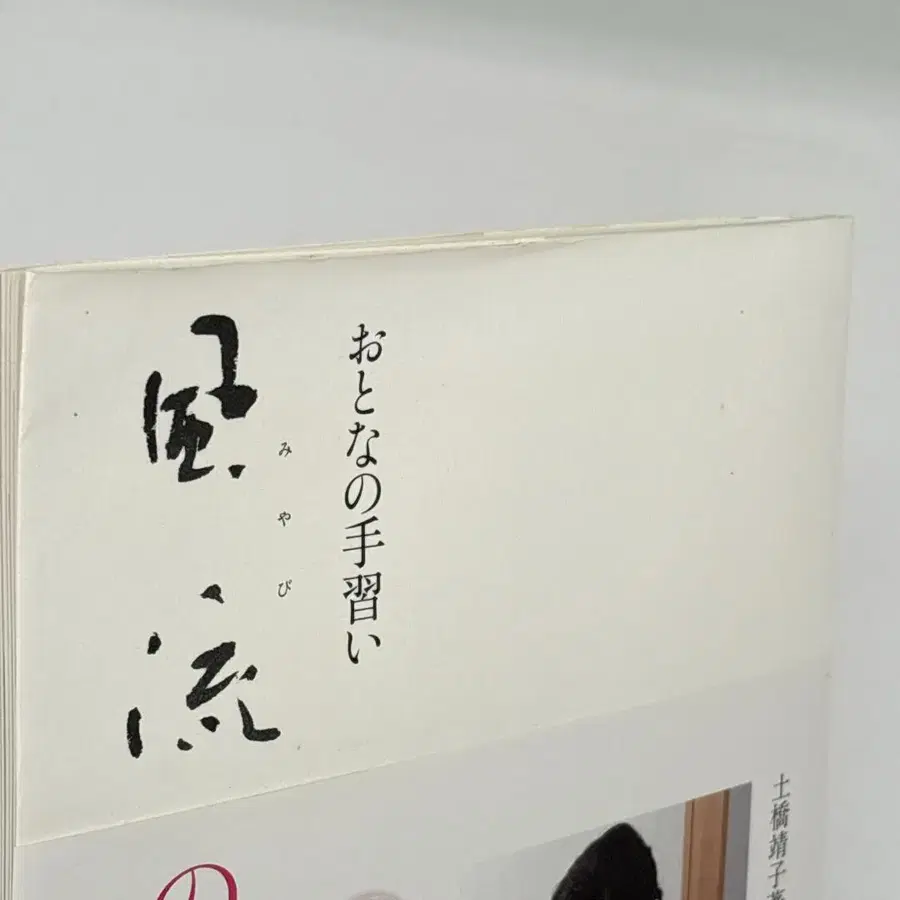 おとなの手習い
風流
みやび
土橋靖子